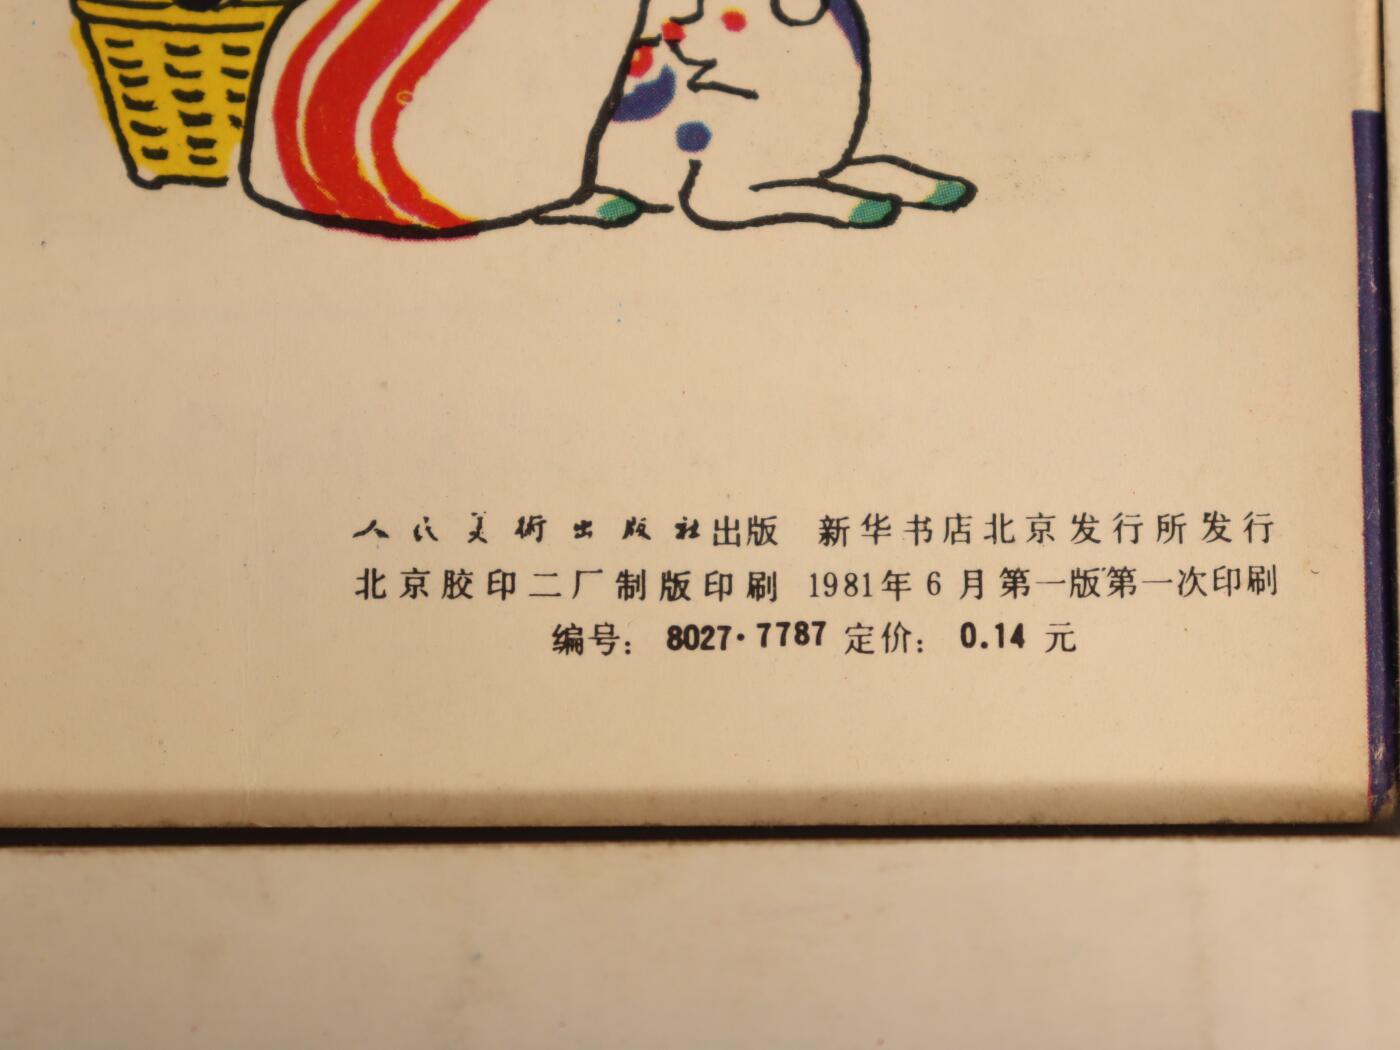 人民美術出版社出版 新华书店北京发行所发行
北京胶印二厂制版印刷 1981年6月第一版第一次印刷
编号：8027·7787 定价：0.14 元